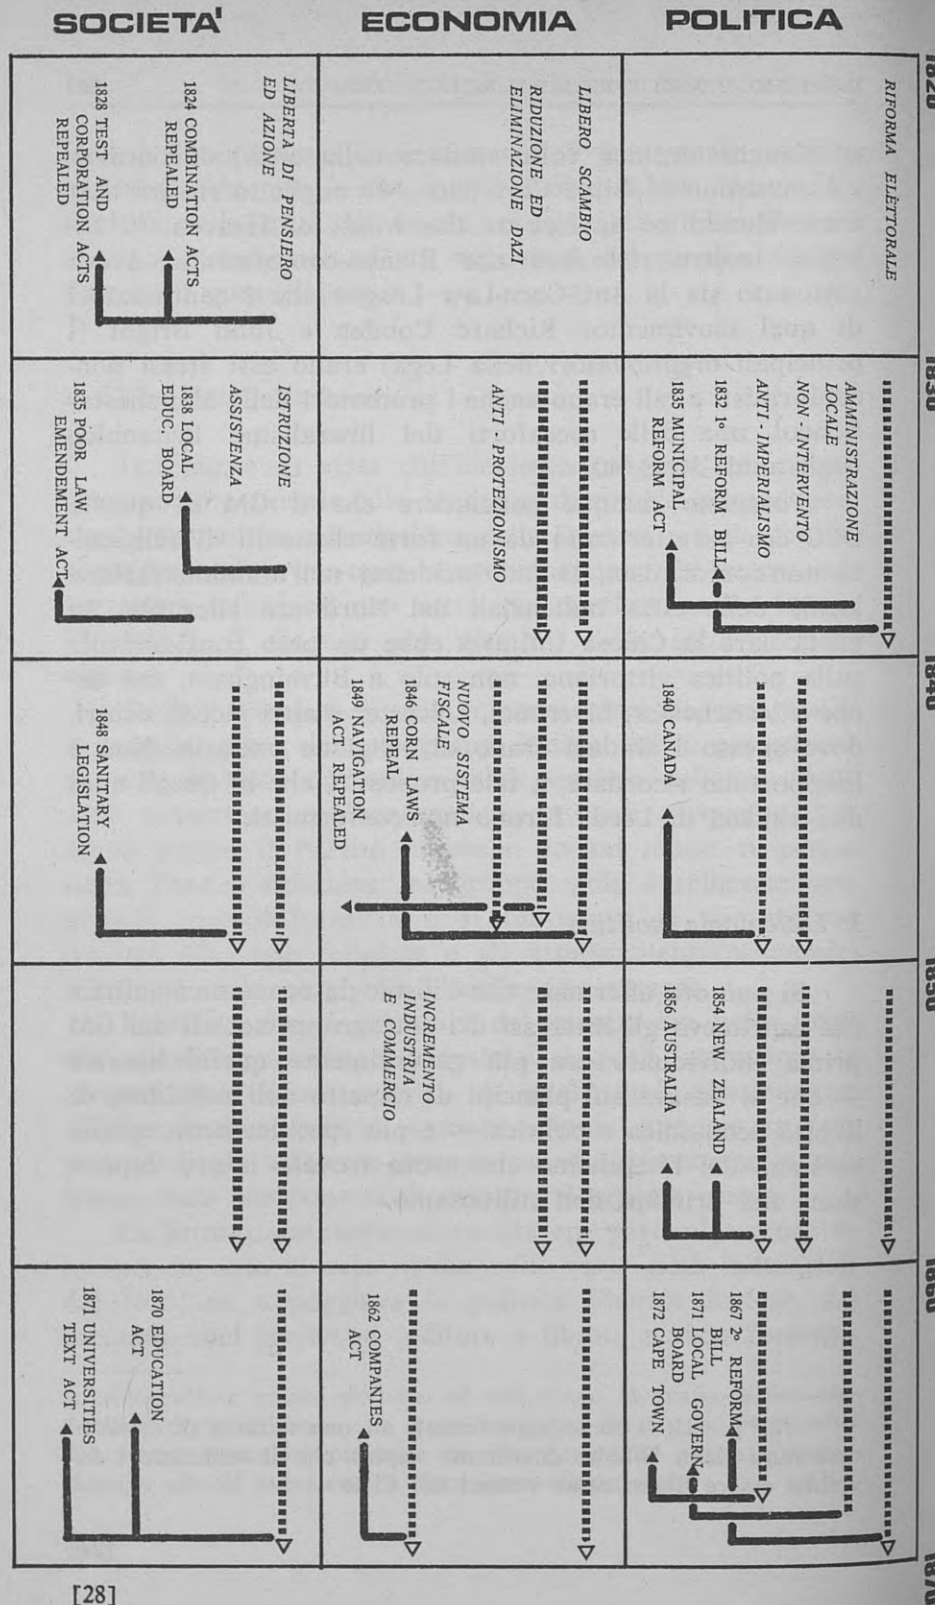 SOCIETA'
ECONOMIA
POLITICA
1820
1830
1840
1850
1860
1870
RIFORMA ELETTORALE
LIBERO SCAMBIO
RIDUZIONE ED
ELIMINAZIONE DAZI
LIBERTA DI PENSIERO
ED AZIONE
1824
COMBINATION ACTS
REPEALED
1828 TEST AND
CORPORATION ACTS
REPEALED
AMMINISTRAZIONE
LOCALE
NON-INTERVENTO
ANTI-IMPERIALISMO
1832 1º REFORM BILL
1835 MUNICIPAL
REFORM ACT
ANTI-PROTEZIONISMO
ISTRUZIONE
ASSISTENZA
1838 LOCAL
EDUC. BOARD
1835 POOR LAW
EMENDEMENT ACT
1840 CANADA
NUOVO SISTEMA
FISCALE
1846 CORN LAWS
REPEAL
1849 NAVIGATION
ACT REPEALED
1848 SANITARY
LEGISLATION
1854 NEW ZEALAND
1856 AUSTRALIA
INCREMENTO
INDUSTRIA
E COMMERCIO
1867 2º REFORM
BILL
1871 LOCAL GOVERN.
BOARD
1872 CAPE TOWN
1862 COMPANIES
ACT
1870 EDUCATION
ACT
1871 UNIVERSITIES
TEXT ACT
[28]